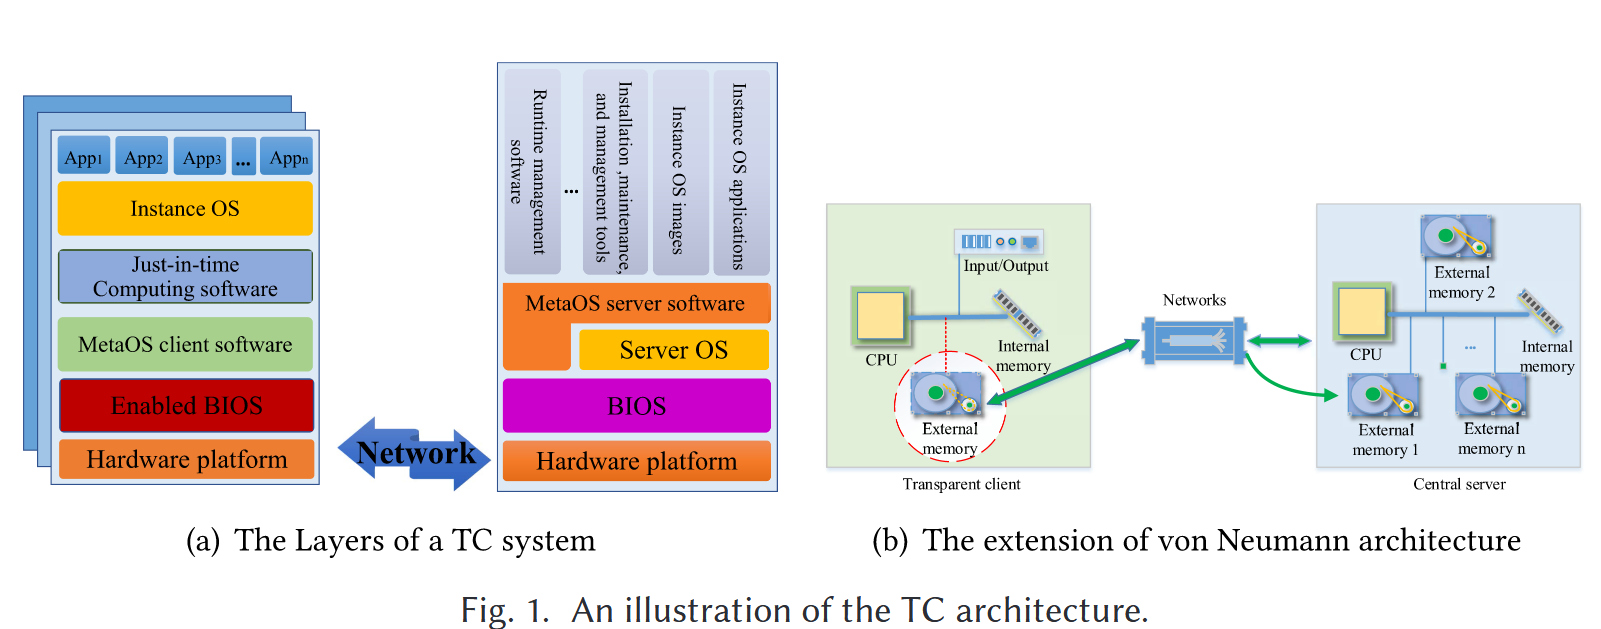 App1
App2
App3
...
Appn
Instance OS
Just-in-time
Computing software
MetaOS client software
Enabled BIOS
Hardware platform
Network
Runtime management
software
...
Installation ,maintenance,
and management tools
Instance OS images
Instance OS applications
MetaOS server software
Server OS
BIOS
Hardware platform
(a) The Layers of a TC system
Input/Output
CPU
Internal
memory
External
memory
Transparent client
Networks
External
memory 2
CPU
...
Internal
memory
External
memory 1
External
memory n
Central server
(b) The extension of von Neumann architecture
Fig. 1. An illustration of the TC architecture.